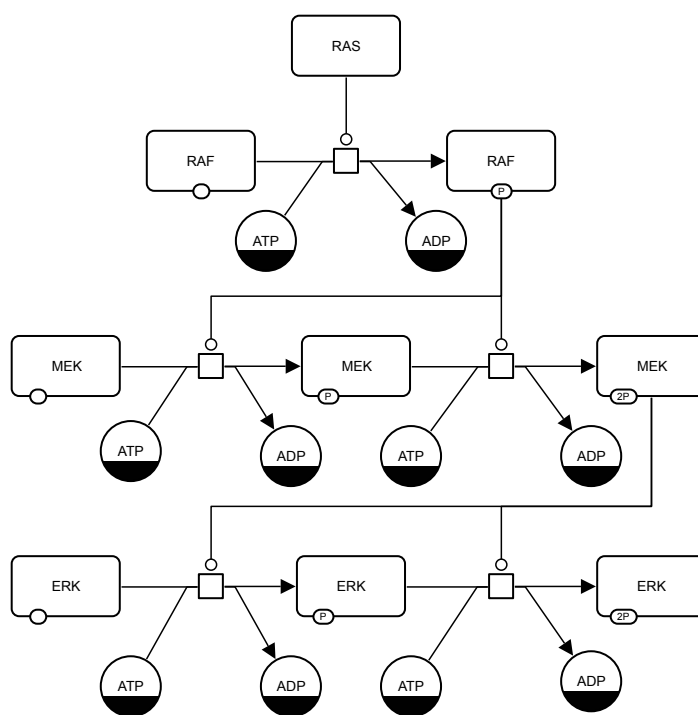 RAS
RAF
RAF
P
ATP
ADP
MEK
MEK
MEK
P
2P
ATP
ADP
ATP
ADP
ERK
ERK
ERK
P
2P
ATP
ADP
ATP
ADP